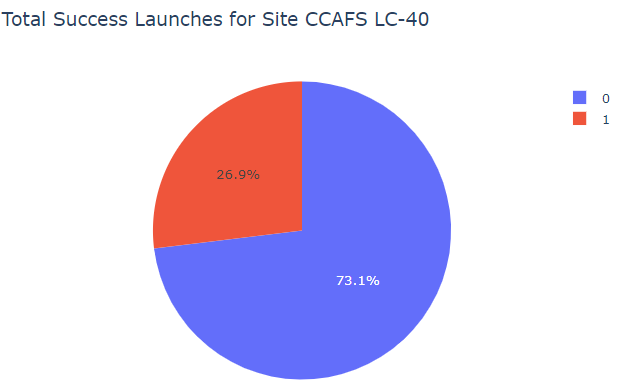 Total Success Launches for Site CCAFS LC-40
0
1
26.9%
73.1%